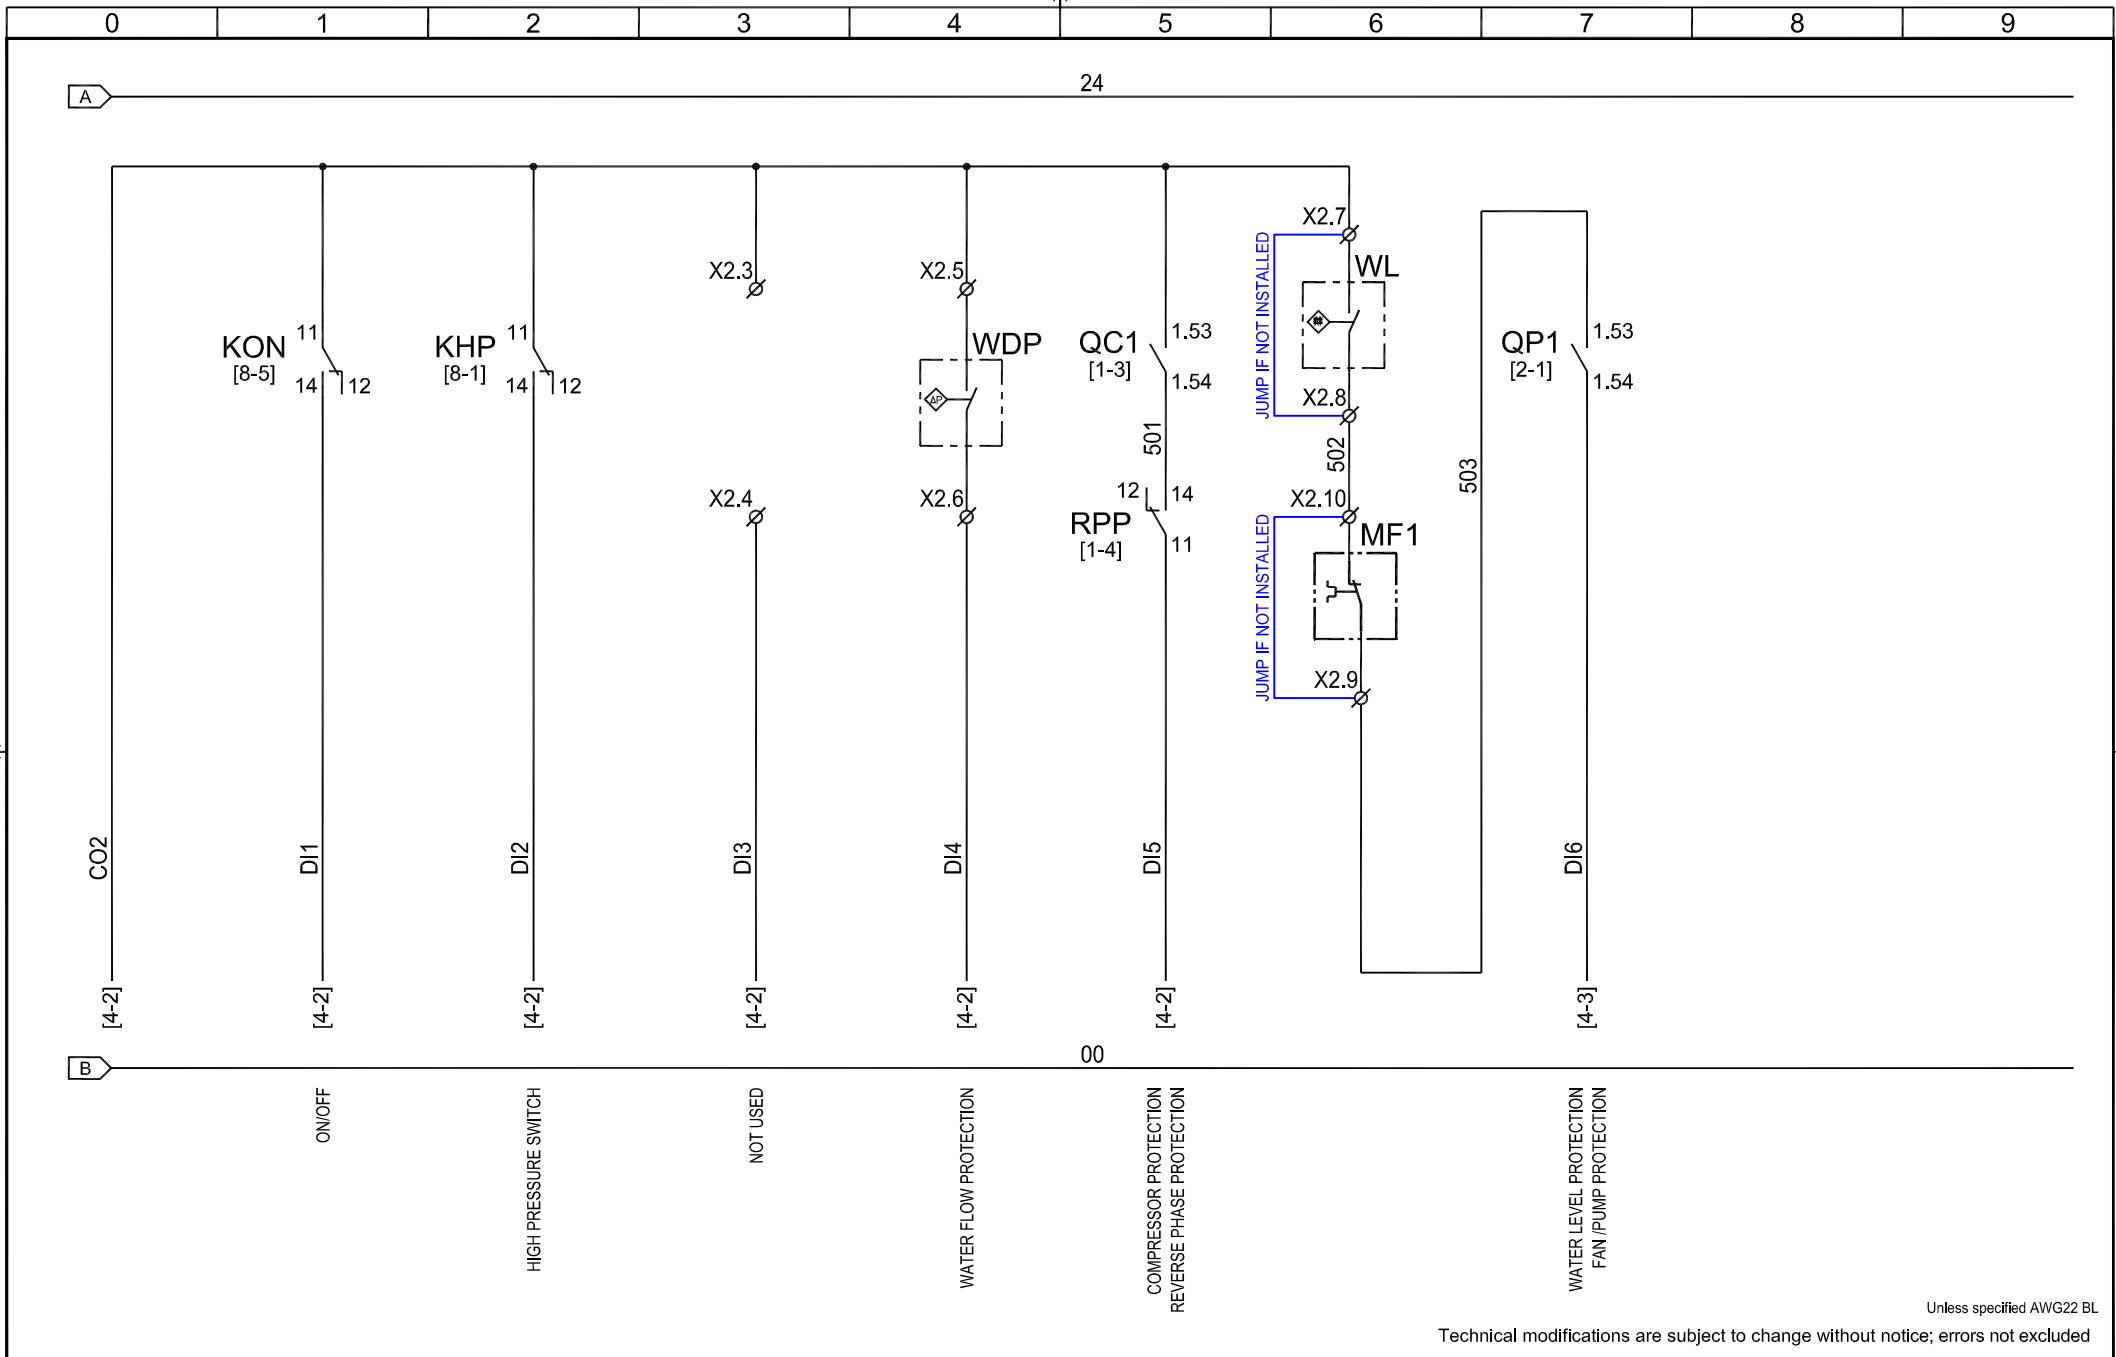 0 1 2 3 4 5 6 7 8 9
24
A
X2.7
JUMP IF NOT INSTALLED
WL
X2.3
X2.5
11
KON
[8-5]
14
12
11
KHP
[8-1]
14
12
WDP
ΔP
QC1
[1-3]
1.53
1.54
QP1
[2-1]
1.53
1.54
X2.8
501
502
503
X2.4
X2.6
12
14
RPP
[1-4]
11
X2.10
MF1
JUMP IF NOT INSTALLED
X2.9
CO2
DI1
DI2
DI3
DI4
DI5
DI6
[4-2]
[4-2]
[4-2]
[4-2]
[4-2]
[4-2]
[4-3]
00
B
ON/OFF
HIGH PRESSURE SWITCH
NOT USED
WATER FLOW PROTECTION
COMPRESSOR PROTECTION
REVERSE PHASE PROTECTION
WATER LEVEL PROTECTION
FAN /PUMP PROTECTION
Unless specified AWG22 BL
Technical modifications are subject to change without notice; errors not excluded